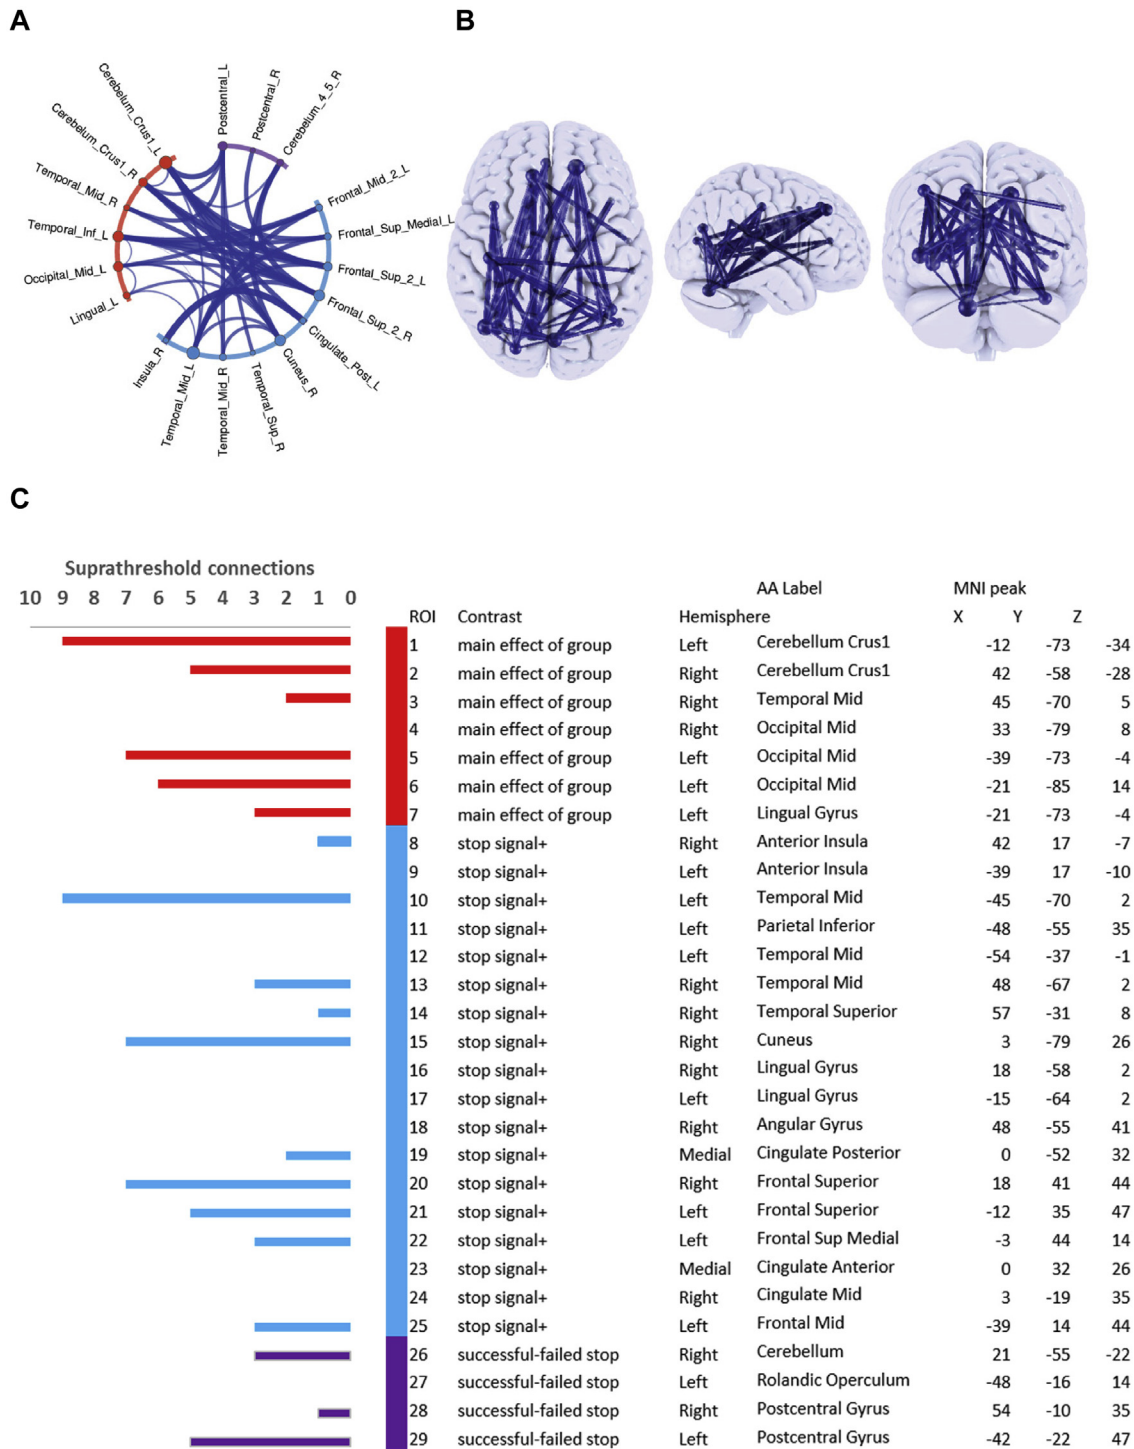 A
B
Cerebelum_Crus1_L
Cerebelum_Crus1_R
Temporal_Mid_R
Temporal_Inf_L
Occipital_Mid_L
Lingual_L
Postcentral_L
Postcentral_R
Cerebelum_4_5_R
Frontal_Mid_2_L
Frontal_Sup_Medial_L
Frontal_Sup_2_L
Frontal_Sup_2_R
Cingulate_Post_L
Cuneus_R
Temporal_Sup_R
Temporal_Mid_R
Temporal_Mid_L
Insula_R
C
Suprathreshold connections
10 9 8 7 6 5 4 3 2 1 0
AA Label MNI peak
ROI Contrast Hemisphere X Y Z
1 main effect of group Left Cerebellum Crus1 -12 -73 -34
2 main effect of group Right Cerebellum Crus1 42 -58 -28
3 main effect of group Right Temporal Mid 45 -70 5
4 main effect of group Right Occipital Mid 33 -79 8
5 main effect of group Left Occipital Mid -39 -73 -4
6 main effect of group Left Occipital Mid -21 -85 14
7 main effect of group Left Lingual Gyrus -21 -73 -4
8 stop signal+ Right Anterior Insula 42 17 -7
9 stop signal+ Left Anterior Insula -39 17 -10
10 stop signal+ Left Temporal Mid -45 -70 2
11 stop signal+ Left Parietal Inferior -48 -55 35
12 stop signal+ Left Temporal Mid -54 -37 -1
13 stop signal+ Right Temporal Mid 48 -67 2
14 stop signal+ Right Temporal Superior 57 -31 8
15 stop signal+ Right Cuneus 3 -79 26
16 stop signal+ Right Lingual Gyrus 18 -58 2
17 stop signal+ Left Lingual Gyrus -15 -64 2
18 stop signal+ Right Angular Gyrus 48 -55 41
19 stop signal+ Medial Cingulate Posterior 0 -52 32
20 stop signal+ Right Frontal Superior 18 41 44
21 stop signal+ Left Frontal Superior -12 35 47
22 stop signal+ Left Frontal Sup Medial -3 44 14
23 stop signal+ Medial Cingulate Anterior 0 32 26
24 stop signal+ Right Cingulate Mid 3 -19 35
25 stop signal+ Left Frontal Mid -39 14 44
26 successful-failed stop Right Cerebellum 21 -55 -22
27 successful-failed stop Left Rolandic Operculum -48 -16 14
28 successful-failed stop Right Postcentral Gyrus 54 -10 35
29 successful-failed stop Left Postcentral Gyrus -42 -22 47